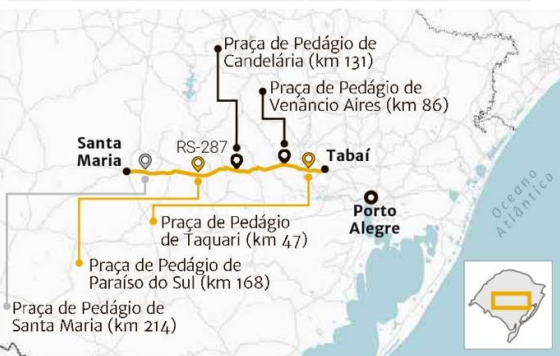 Praça de Pedágio de
Candelária (km 131)
Praça de Pedágio de
Venâncio Aires (km 86)
Santa
Maria
RS-287
Tabaí
Porto
Alegre
Oceano
Atlântico
Praça de Pedágio
de Taquari (km 47)
Praça de Pedágio de
Paraíso do Sul (km 168)
Praça de Pedágio de
Santa Maria (km 214)